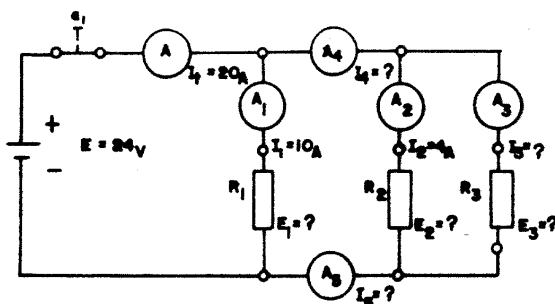 a₁
A
A₄
Iₜ = 20A
I₄ = ?
A₁
A₂
A₃
+
E = 24V
−
I₁ = 10A
I₂ = 4A
I₃ = ?
R₁
R₂
R₃
E₁ = ?
E₂ = ?
E₃ = ?
A₅
I₅ = ?